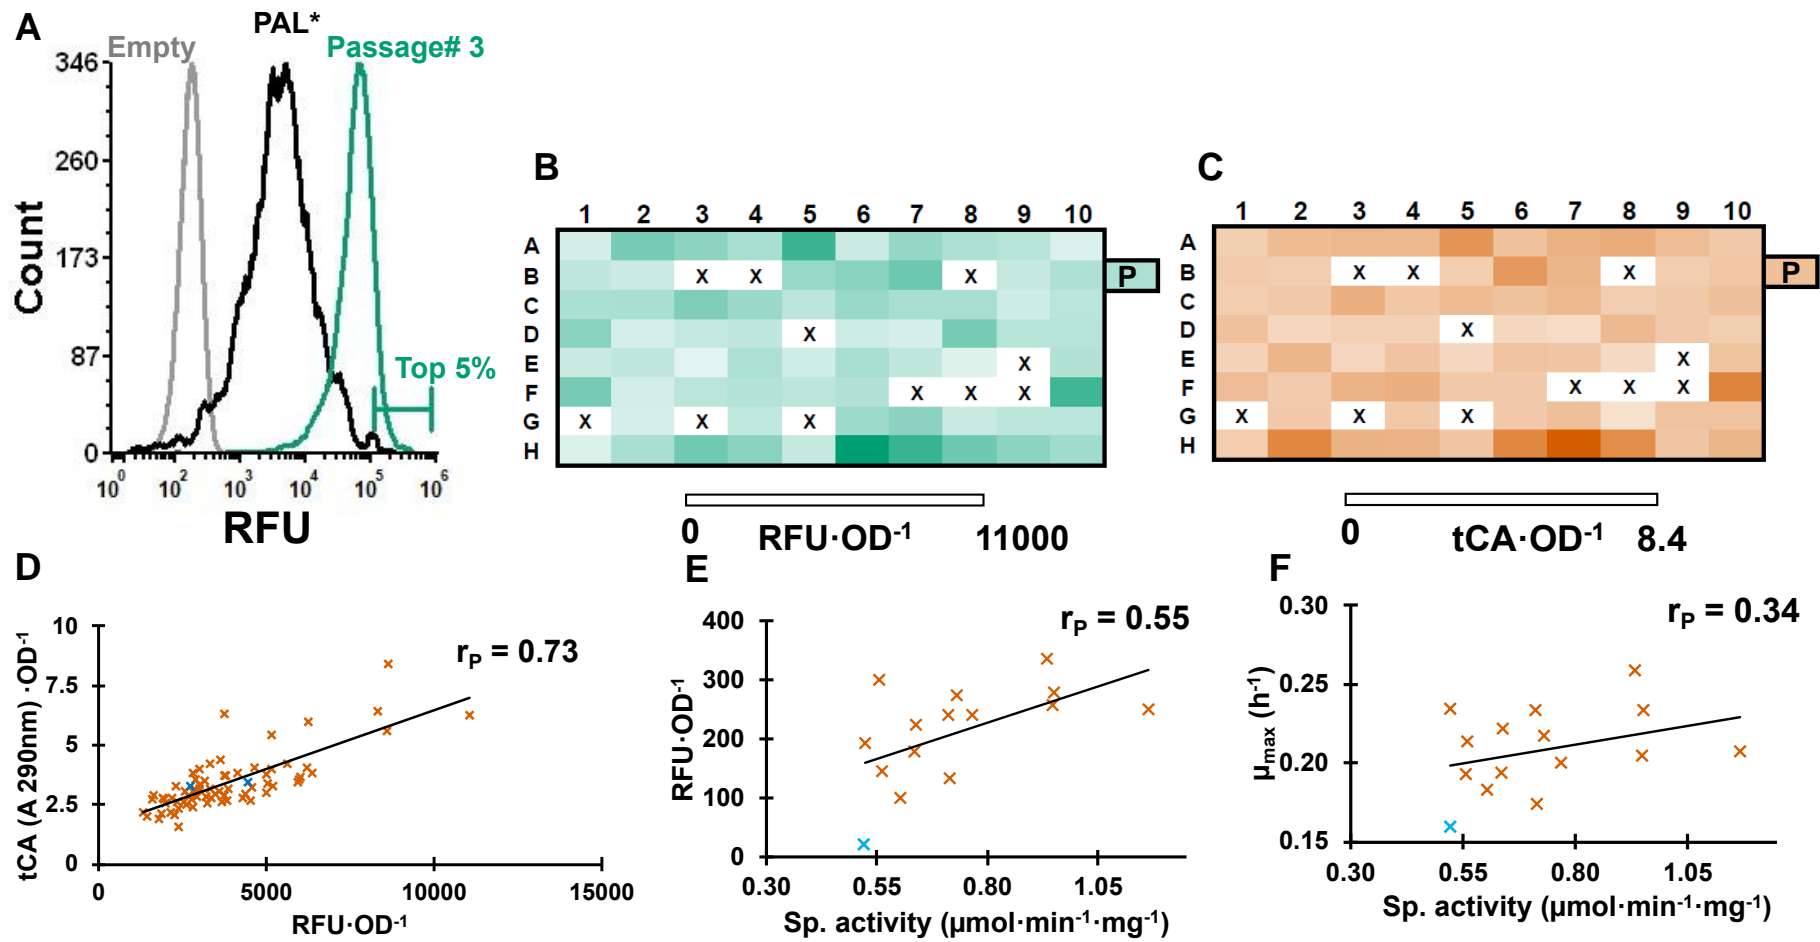 A
Empty
PAL*
Passage# 3
346
260
173
87
0
Count
Top 5%
10⁰ 10² 10³ 10⁴ 10⁵ 10⁶
RFU
B
1 2 3 4 5 6 7 8 9 10
A
B X X X P
C
D X
E X
F X X X
G X X X
H
0 RFU·OD⁻¹ 11000
C
1 2 3 4 5 6 7 8 9 10
A
B X X X P
C
D X
E X
F X X X
G X X X
H
0 tCA·OD⁻¹ 8.4
D
tCA (A 290nm) ·OD⁻¹
10
7.5
5
2.5
0
rP = 0.73
0 5000 10000 15000
RFU·OD⁻¹
E
RFU·OD⁻¹
400
300
200
100
0
rP = 0.55
0.30 0.55 0.80 1.05
Sp. activity (µmol·min⁻¹·mg⁻¹)
F
µmax (h⁻¹)
0.30
0.25
0.20
0.15
rP = 0.34
0.30 0.55 0.80 1.05
Sp. activity (µmol·min⁻¹·mg⁻¹)